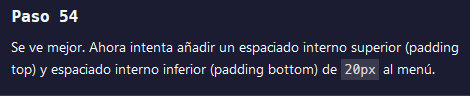 Paso 54
Se ve mejor. Ahora intenta añadir un espaciado interno superior (padding
top) y espaciado interno inferior (padding bottom) de 20px al menú.